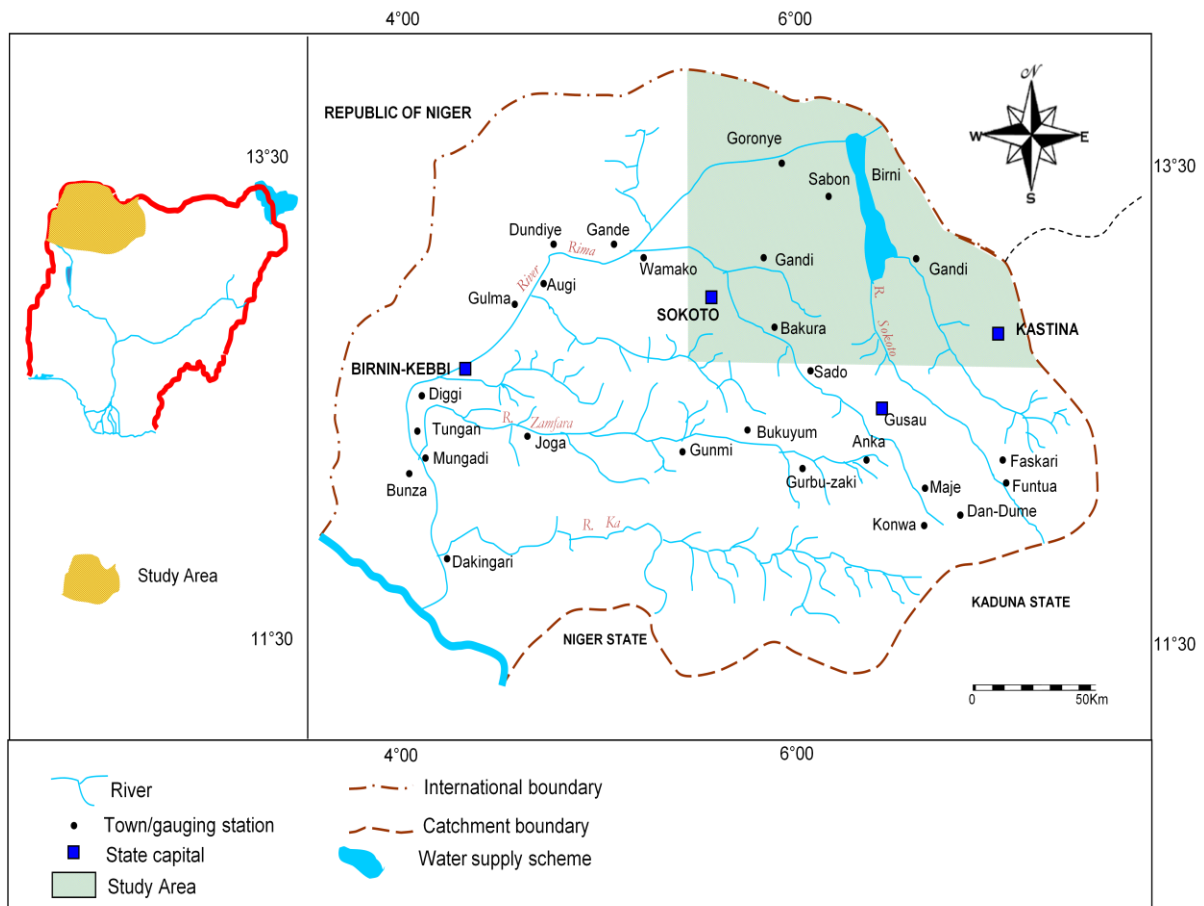 4°00
6°00
N
W
E
S
REPUBLIC OF NIGER
13°30
13°30
Goronye
Birni
Sabon
Dundiye
Gande
Rima
Wamako
Gandi
Gandi
River
Augi
Gulma
SOKOTO
R.
Sokoto
Bakura
KASTINA
BIRNIN-KEBBI
Sado
Diggi
Gusau
R.
Zamfara
Tungan
Joga
Bukuyum
Mungadi
Gunmi
Anka
Faskari
Bunza
Gurbu-zaki
Maje
Funtua
R. Ka
Konwa
Dan-Dume
Dakingari
Study Area
KADUNA STATE
NIGER STATE
11°30
11°30
0
50Km
4°00
6°00
River
International boundary
Town/gauging station
Catchment boundary
State capital
Water supply scheme
Study Area